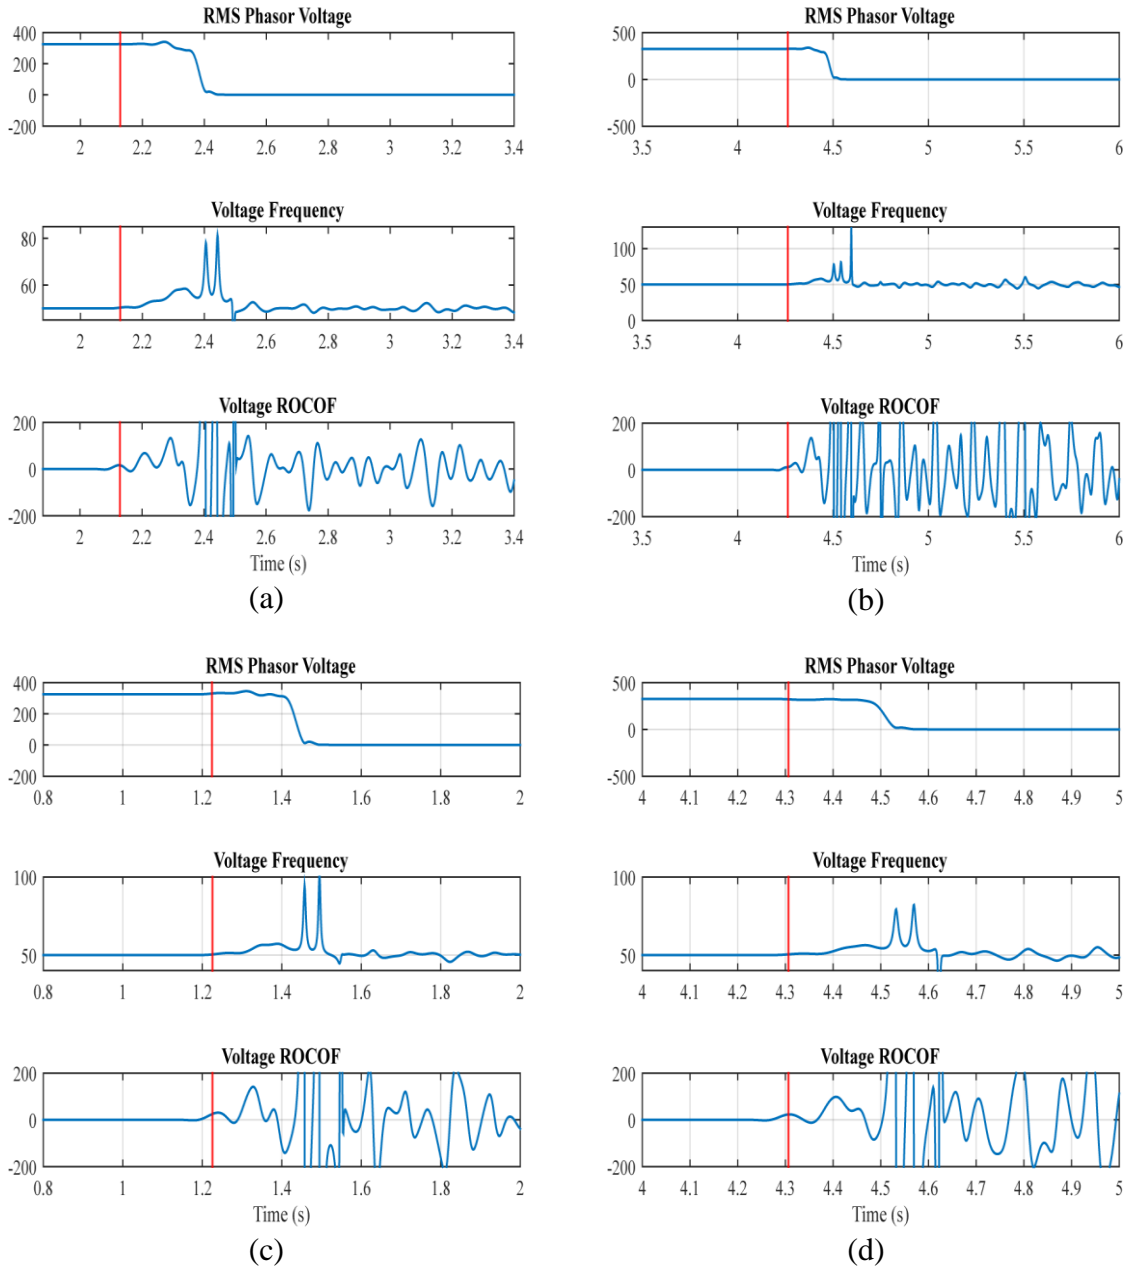 RMS Phasor Voltage
400
200
0
-200
2 2.2 2.4 2.6 2.8 3 3.2 3.4
Voltage Frequency
80
60
2 2.2 2.4 2.6 2.8 3 3.2 3.4
Voltage ROCOF
200
0
-200
2 2.2 2.4 2.6 2.8 3 3.2 3.4
Time (s)
(a)
RMS Phasor Voltage
500
0
-500
3.5 4 4.5 5 5.5 6
Voltage Frequency
100
50
0
3.5 4 4.5 5 5.5 6
Voltage ROCOF
200
0
-200
3.5 4 4.5 5 5.5 6
Time (s)
(b)
RMS Phasor Voltage
400
200
0
-200
0.8 1 1.2 1.4 1.6 1.8 2
Voltage Frequency
100
50
0.8 1 1.2 1.4 1.6 1.8 2
Voltage ROCOF
200
0
-200
0.8 1 1.2 1.4 1.6 1.8 2
Time (s)
(c)
RMS Phasor Voltage
500
0
-500
4 4.1 4.2 4.3 4.4 4.5 4.6 4.7 4.8 4.9 5
Voltage Frequency
100
50
4 4.1 4.2 4.3 4.4 4.5 4.6 4.7 4.8 4.9 5
Voltage ROCOF
200
0
-200
4 4.1 4.2 4.3 4.4 4.5 4.6 4.7 4.8 4.9 5
Time (s)
(d)